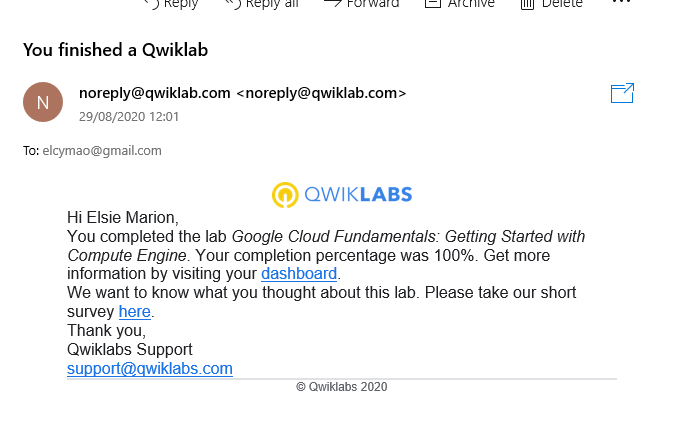 Reply Reply all Forward Archive Delete ...
You finished a Qwiklab
N
noreply@qwiklab.com <noreply@qwiklab.com>
29/08/2020 12:01
To: elcymao@gmail.com
QWIKLABS
Hi Elsie Marion,
You completed the lab Google Cloud Fundamentals: Getting Started with
Compute Engine. Your completion percentage was 100%. Get more
information by visiting your dashboard.
We want to know what you thought about this lab. Please take our short
survey here.
Thank you,
Qwiklabs Support
support@qwiklabs.com
© Qwiklabs 2020